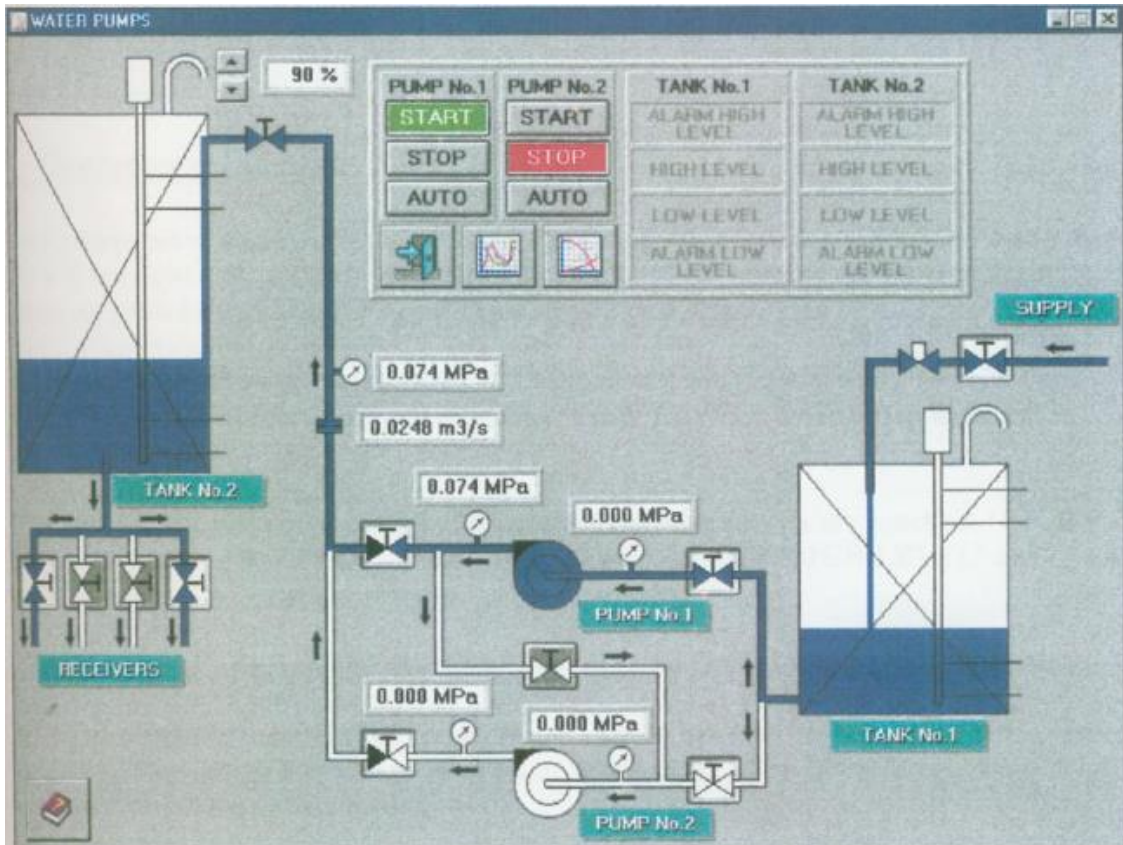 WATER PUMPS
90 %
PUMP No.1
PUMP No.2
TANK No.1
TANK No.2
START
START
ALARM HIGH
LEVEL
ALARM HIGH
LEVEL
STOP
STOP
HIGH LEVEL
HIGH LEVEL
AUTO
AUTO
LOW LEVEL
LOW LEVEL
ALARM LOW
LEVEL
ALARM LOW
LEVEL
SUPPLY
0.074 MPa
0.0248 m3/s
TANK No.2
0.074 MPa
0.000 MPa
PUMP No.1
RECEIVERS
0.000 MPa
0.000 MPa
TANK No.1
PUMP No.2